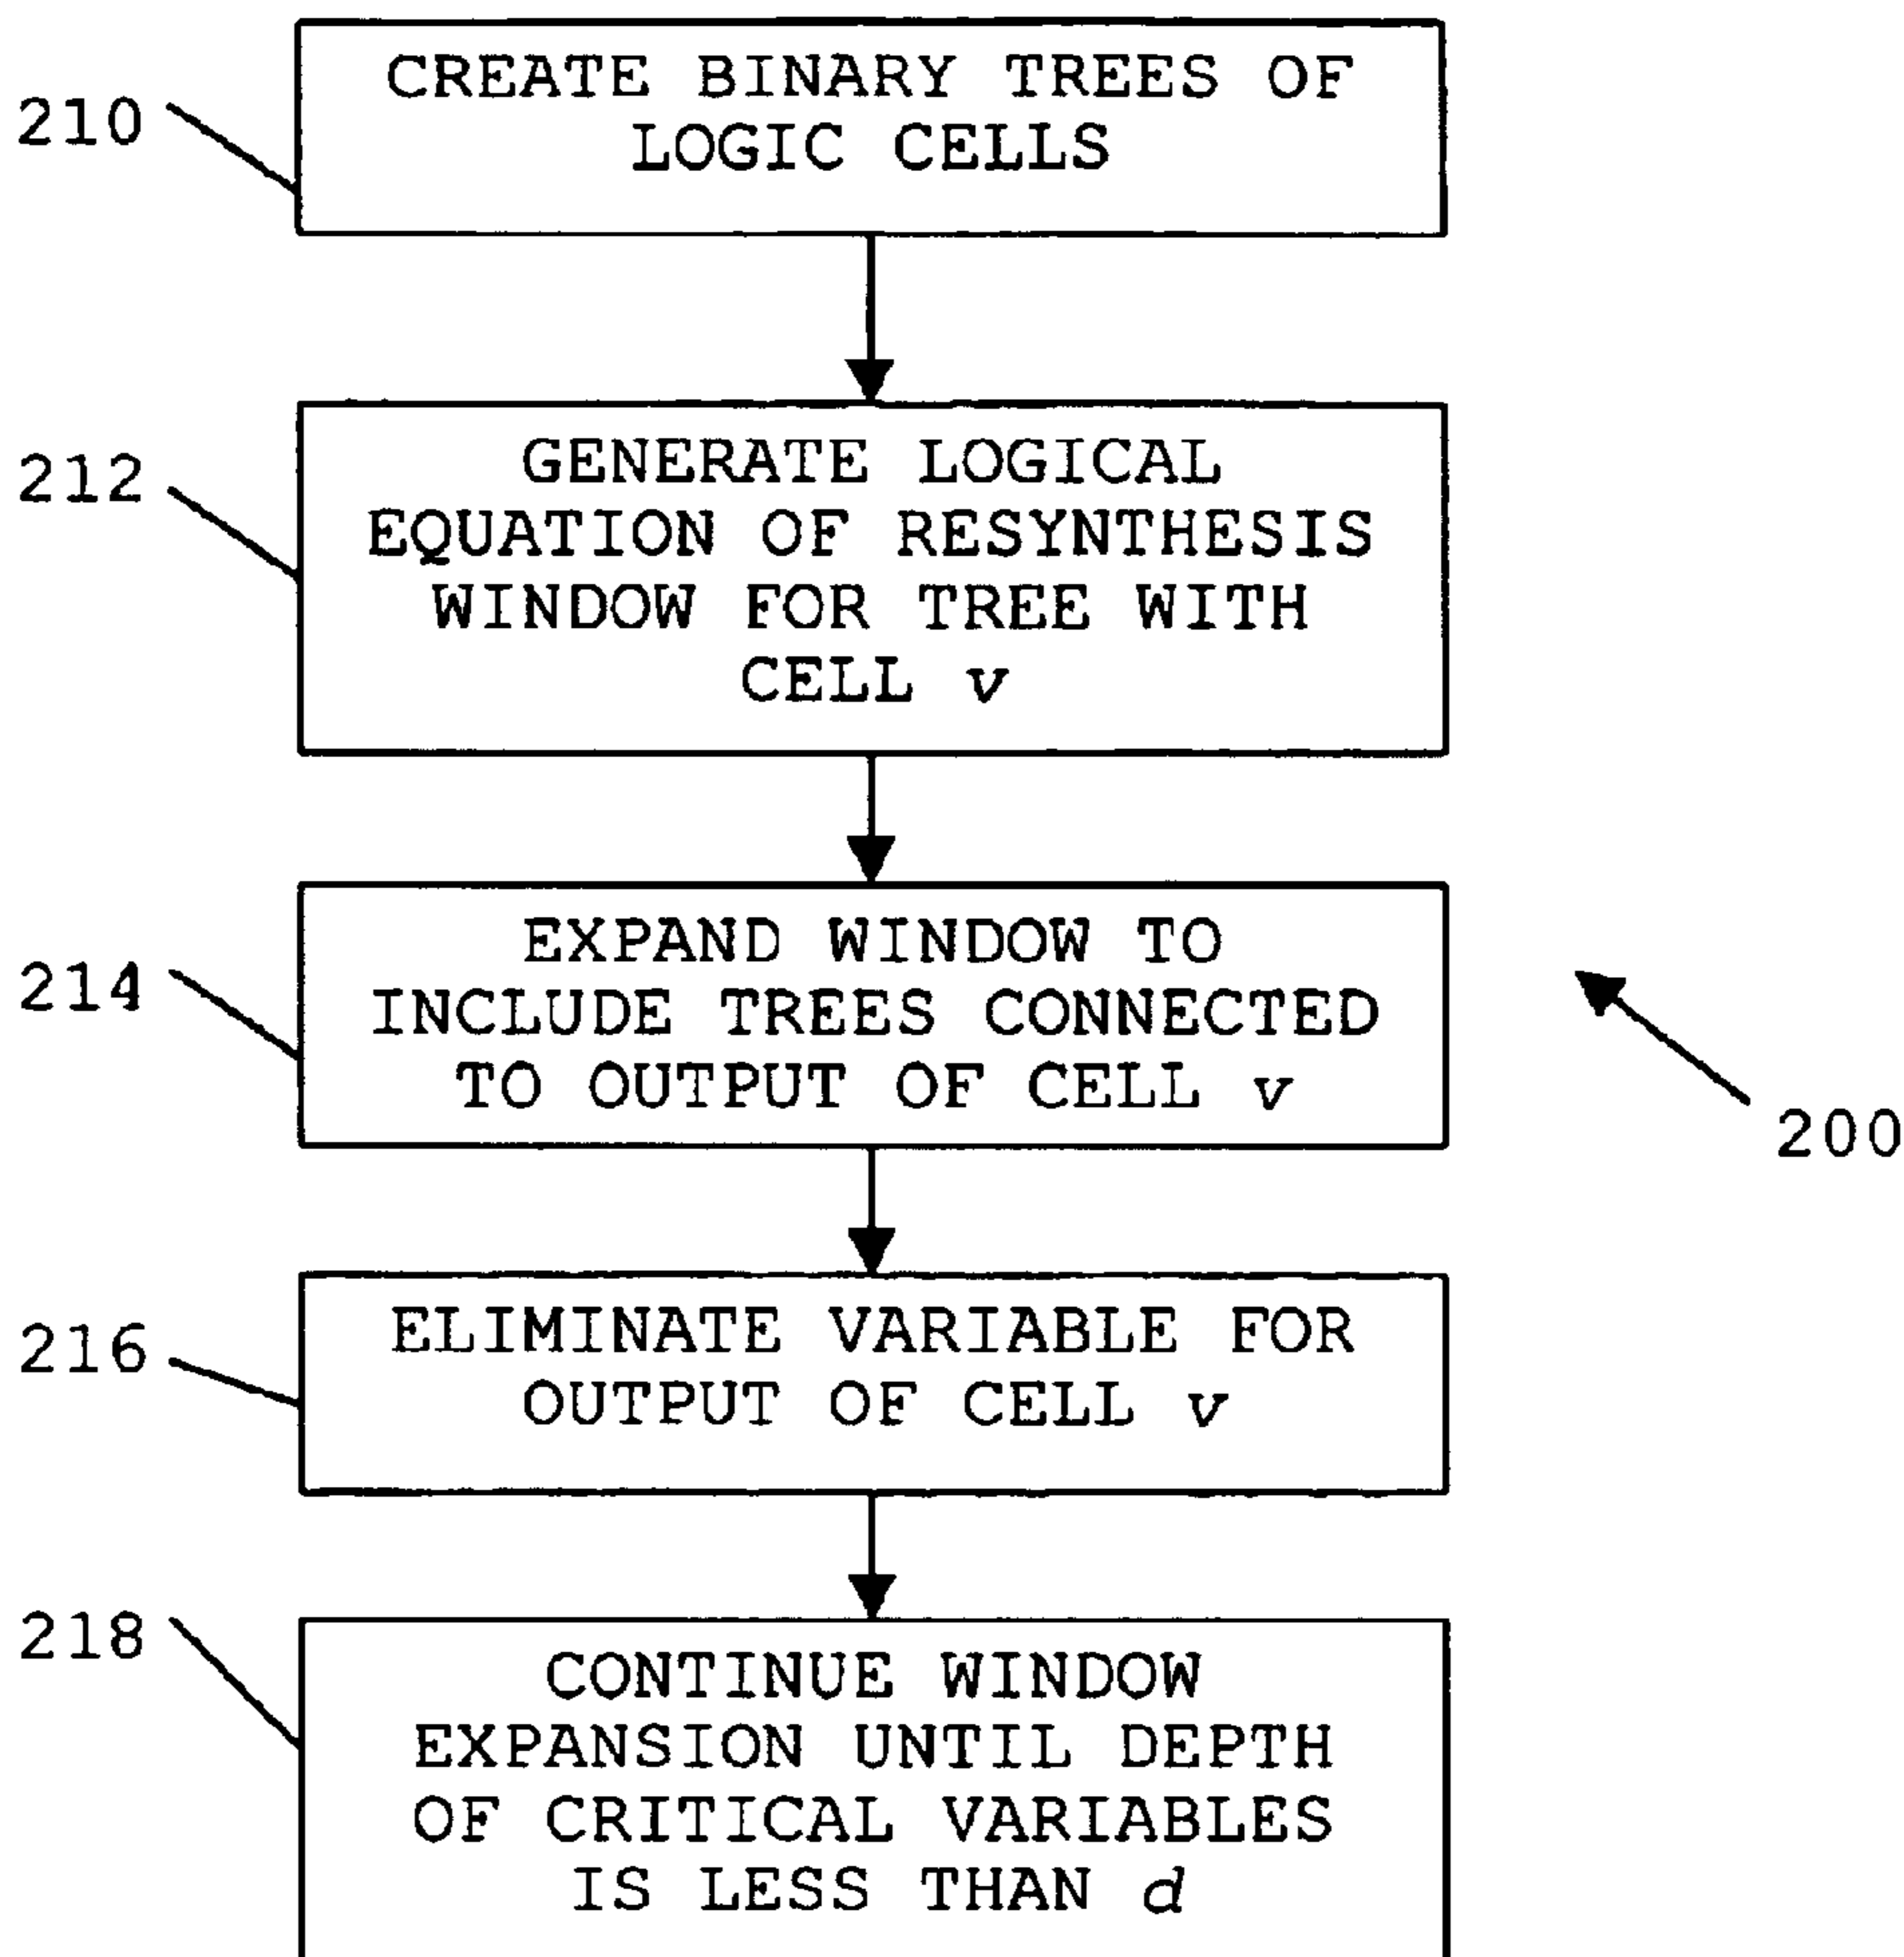 210
CREATE BINARY TREES OF
LOGIC CELLS
212
GENERATE LOGICAL
EQUATION OF RESYNTHESIS
WINDOW FOR TREE WITH
CELL v
214
EXPAND WINDOW TO
INCLUDE TREES CONNECTED
TO OUTPUT OF CELL v
200
216
ELIMINATE VARIABLE FOR
OUTPUT OF CELL v
218
CONTINUE WINDOW
EXPANSION UNTIL DEPTH
OF CRITICAL VARIABLES
IS LESS THAN d